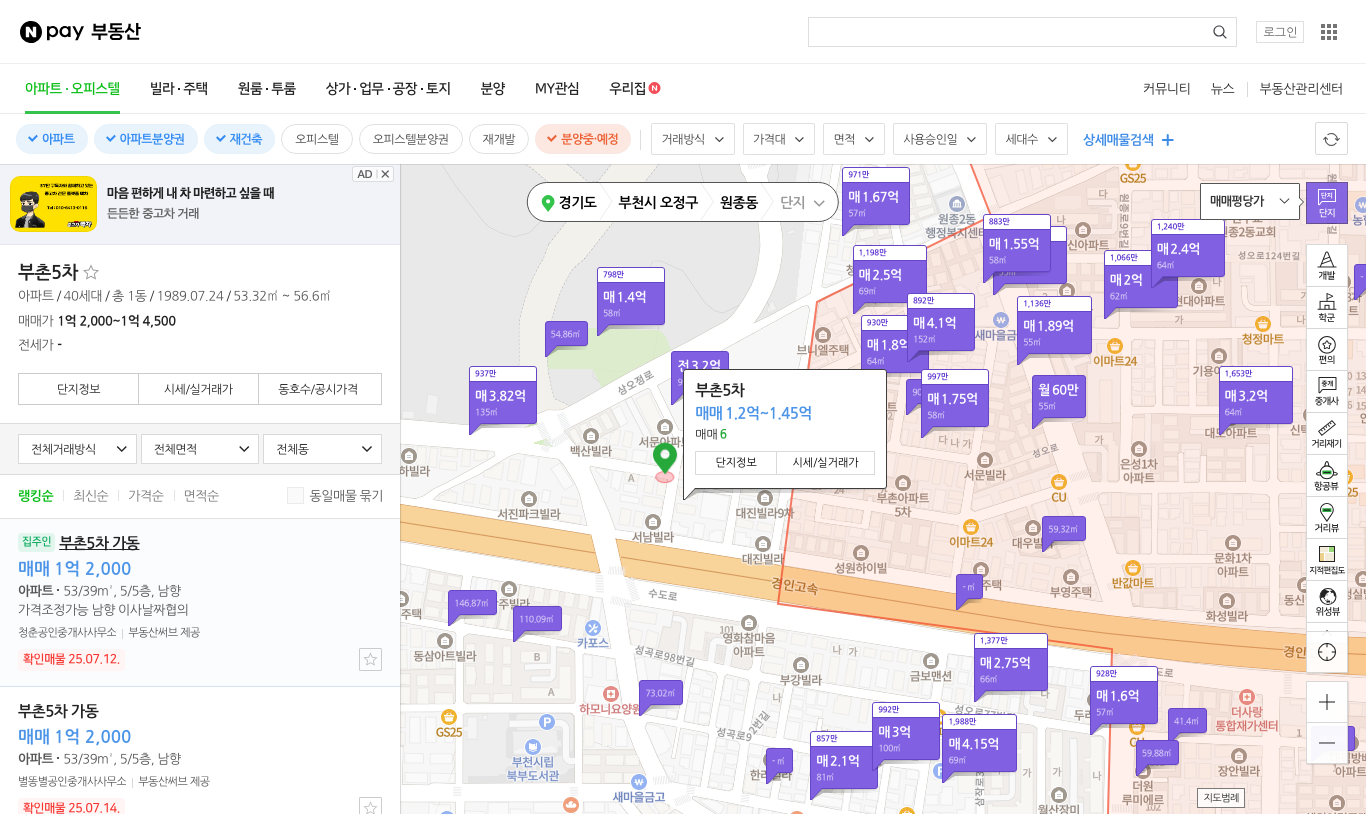 N pay 부동산
로그인
아파트·오피스텔
빌라·주택
원룸·투룸
상가·업무·공장·토지
분양
MY관심
우리집 N
커뮤니티
뉴스
부동산관리센터
아파트
아파트분양권
재건축
오피스텔
오피스텔분양권
재개발
분양중·예정
거래방식
가격대
면적
사용승인일
세대수
상세매물검색
AD
마음 편하게 내 차 마련하고 싶을 때
든든한 중고차 거래
부촌5차
아파트 / 40세대 / 총 1동 / 1989.07.24 / 53.32㎡ ~ 56.6㎡
매매가 1억 2,000~1억 4,500
전세가 -
단지정보
시세/실거래가
동호수/공시가격
전체거래방식
전체면적
전체동
랭킹순
최신순
가격순
면적순
동일매물 묶기
집주인 부촌5차 가동
매매 1억 2,000
아파트 · 53/39㎡, 5/5층, 남향
가격조정가능 남향 이사날짜협의
청춘공인중개사사무소 | 부동산써브 제공
확인매물 25.07.12.
부촌5차 가동
매매 1억 2,000
아파트 · 53/39㎡, 5/5층, 남향
별똥별공인중개사사무소 | 부동산써브 제공
확인매물 25.07.14.
경기도
부천시 오정구
원종동
단지
매매평당가
단지
단지
개발
학군
편의
중개
중개사
거리재기
항공뷰
거리뷰
지적편집도
위성뷰
지도범례
971만
매1.67억
57㎡
883만
매1.55억
58㎡
1,240만
매2.4억
64㎡
1,066만
매2억
62㎡
1,198만
매2.5억
69㎡
798만
매1.4억
58㎡
54.86㎡
892만
매4.1억
152㎡
930만
매1.8억
64㎡
1,136만
매1.89억
55㎡
937만
매3.82억
135㎡
전3.2억
997만
매1.75억
58㎡
월60만
55㎡
1,653만
매3.2억
64㎡
부촌5차
매매 1.2억~1.45억
매매 6
단지정보
시세/실거래가
59.32㎡
- ㎡
146.87㎡
110.09㎡
73.02㎡
1,377만
매2.75억
66㎡
928만
매1.6억
57㎡
41.4㎡
59.88㎡
992만
매3억
100㎡
1,988만
매4.15억
69㎡
857만
매2.1억
81㎡
- ㎡
GS25
원종2동
행정복지센터
신아파트
원종로9번길
성오로124번길
현대아파트
청정마트
이마트24
새마을금
브니엘주택
상오정로
서문아파트
백산빌라
하빌라
A
서진파크빌라
서남빌라
대진빌라9차
대진빌라
부촌아파트
5차
서문빌라
성오로
다나가
CU
은성1차
아파트
이마트24
대우빌
성원하이빌
주택
부영주택
반값마트
문화1차
아파트
화성빌라
경인고속
수도로
카포스
동삼아트빌라
B
A
성곡로98번길
영화참마을
아파트
101
부강빌라
나 가
금보맨션
하모니요양원
GS25
P
부천시립
북부도서관
새마을금고
성곡로92번길
더사랑
통합재가센터
장안빌라
더원
루미에르
월산장미
102